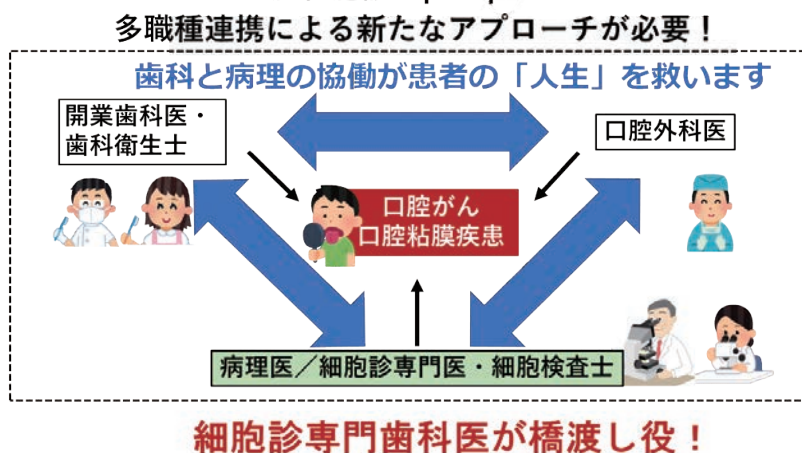 多職種連携による新たなアプローチが必要！
歯科と病理の協働が患者の「人生」を救います
開業歯科医・
歯科衛生士
口腔外科医
口腔がん
口腔粘膜疾患
病理医／細胞診専門医・細胞検査士
細胞診専門歯科医が橋渡し役！